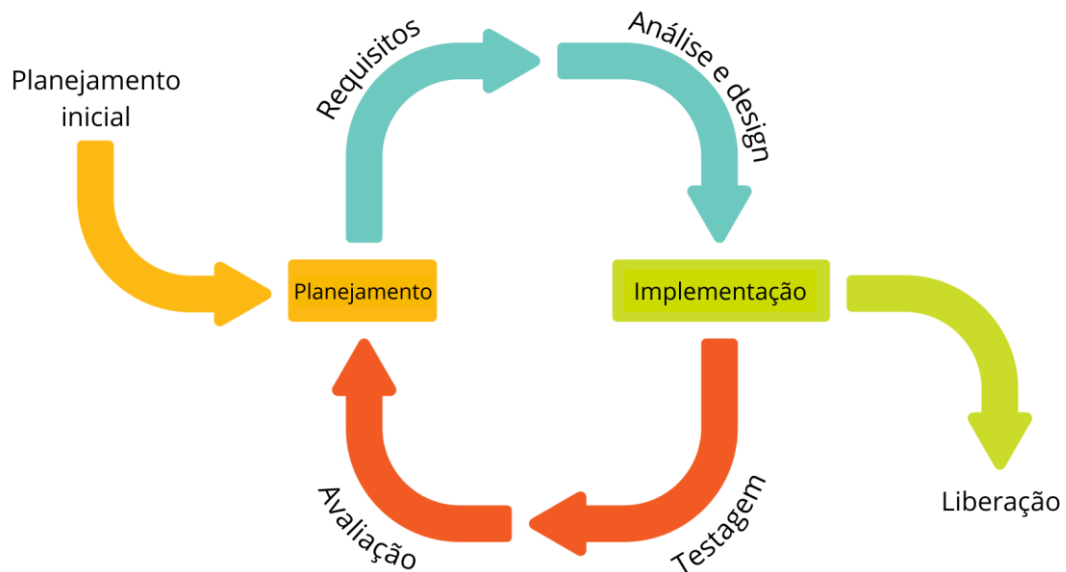 Planejamento
inicial
Requisitos
Análise e design
Planejamento
Implementação
Avaliação
Testagem
Liberação